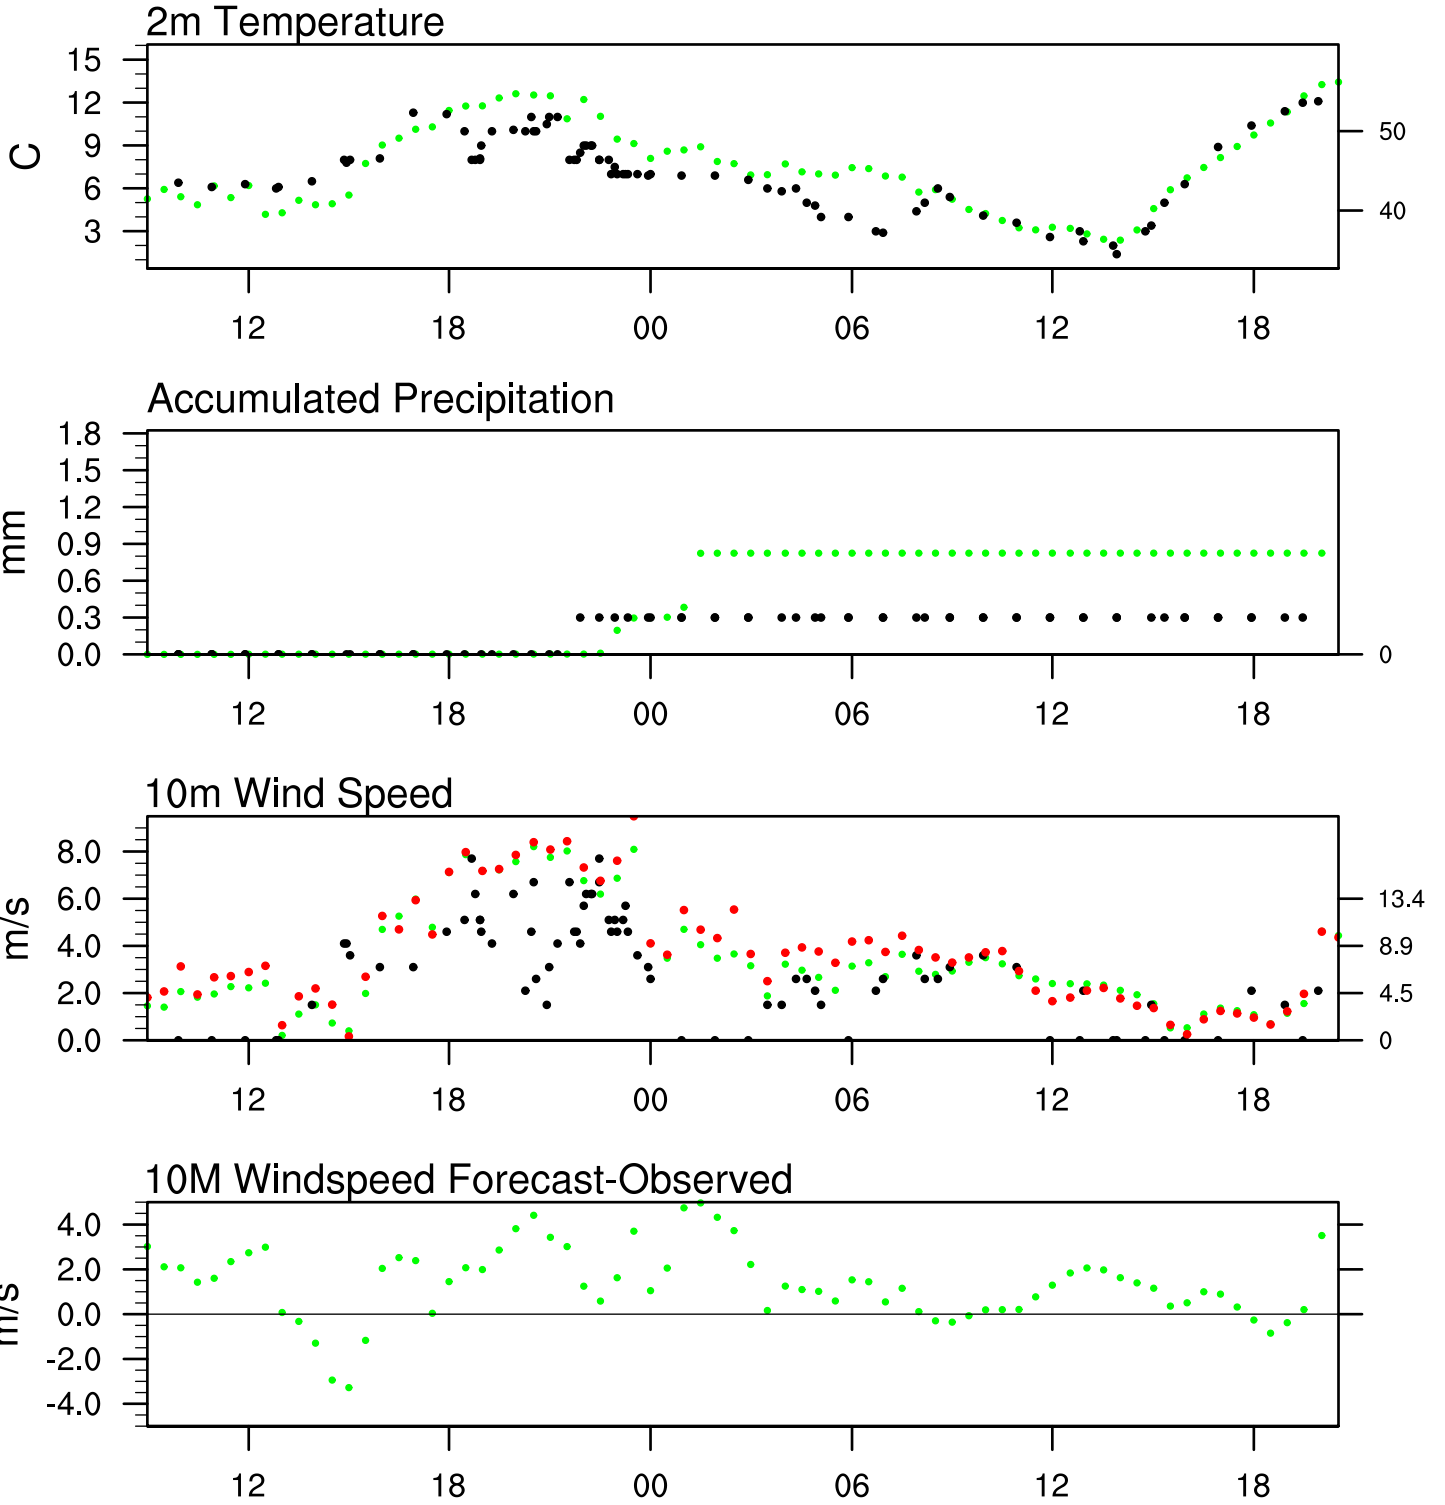 2m Temperature
15
12
9
6
3
C
50
40
12 18 00 06 12 18
Accumulated Precipitation
1.8
1.5
1.2
0.9
0.6
0.3
0.0
mm
0
12 18 00 06 12 18
10m Wind Speed
8.0
6.0
4.0
2.0
0.0
m/s
13.4
8.9
4.5
0
12 18 00 06 12 18
10M Windspeed Forecast-Observed
4.0
2.0
0.0
-2.0
-4.0
m/s
12 18 00 06 12 18